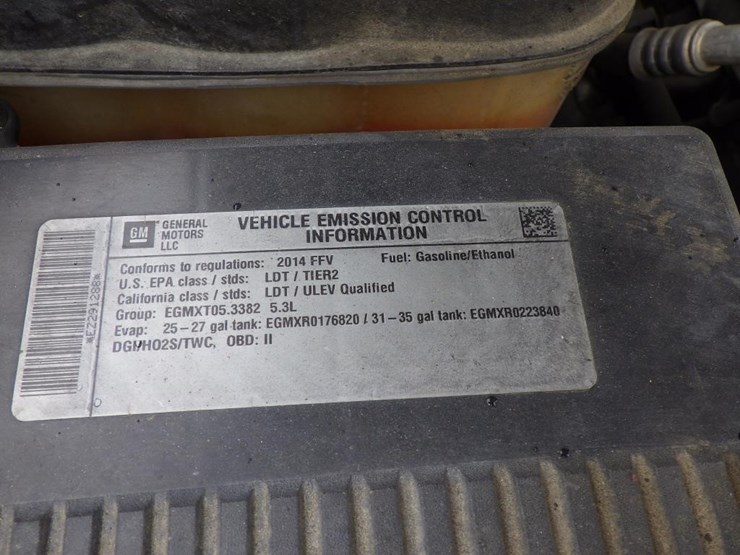 GM GENERAL MOTORS LLC
VEHICLE EMISSION CONTROL
INFORMATION
Conforms to regulations: 2014 FFV Fuel: Gasoline/Ethanol
U.S. EPA class / stds: LDT / TIER2
California class / stds: LDT / ULEV Qualified
Group: EGMXT05.3382 5.3L
Evap: 25-27 gal tank: EGMXR0176820 / 31-35 gal tank: EGMXR0223840
DGI/HO2S/TWC, OBD: II
*EZ291288*